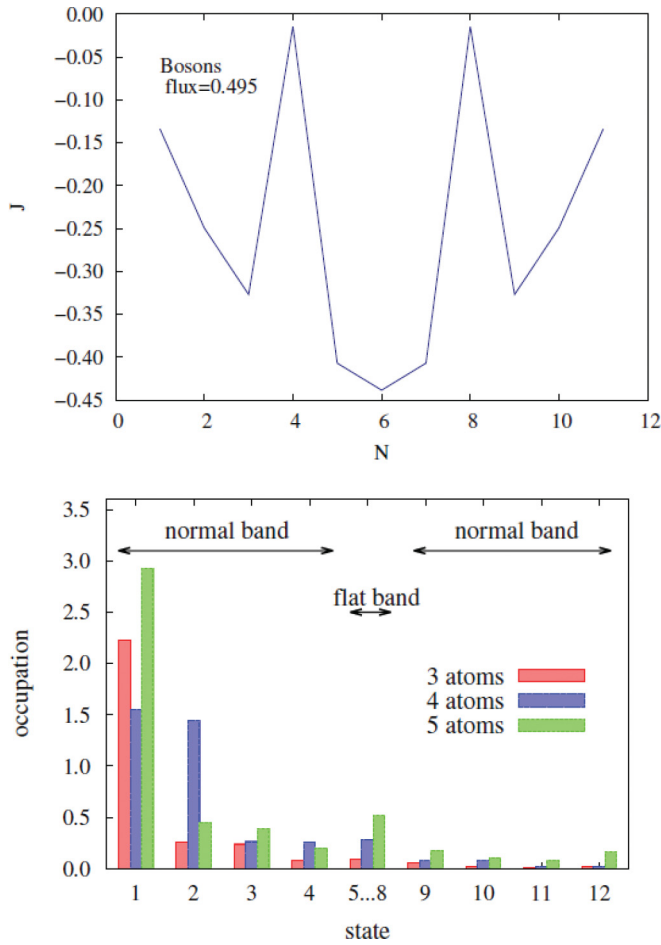 0.00
−0.05
−0.10
−0.15
−0.20
−0.25
−0.30
−0.35
−0.40
−0.45
J
Bosons
flux=0.495
0 2 4 6 8 10 12
N
3.5
3.0
2.5
2.0
1.5
1.0
0.5
0.0
occupation
normal band normal band
flat band
3 atoms
4 atoms
5 atoms
1 2 3 4 5...8 9 10 11 12
state